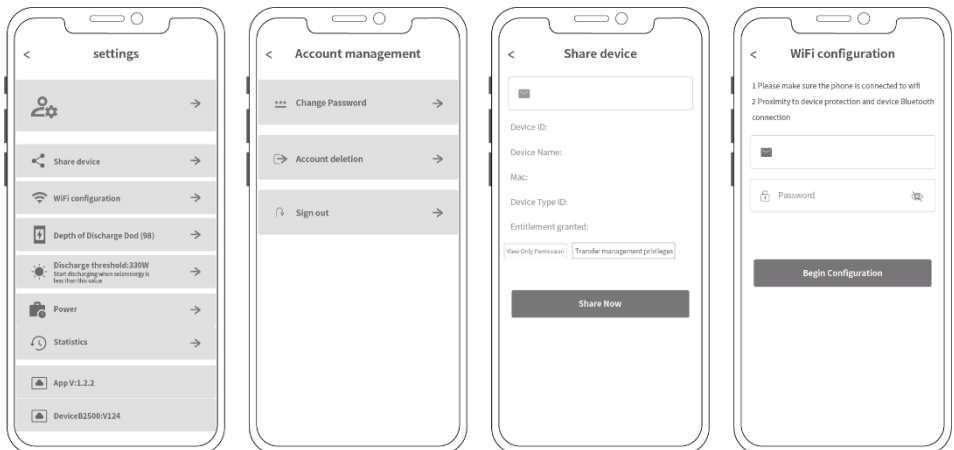 < settings
Share device
WiFi configuration
Depth of Discharge Dod (98)
Discharge threshold:330W
Start discharging when solarenergy is
less than this value
Power
Statistics
App V:1.2.2
DeviceB2500:V124
< Account management
Change Password
Account deletion
Sign out
< Share device
Device ID:
Device Name:
Mac:
Device Type ID:
Entitlement granted:
View Only Permission Transfer management privileges
Share Now
< WiFi configuration
1 Please make sure the phone is connected to wifi
2 Proximity to device protection and device Bluetooth
connection
Password
Begin Configuration